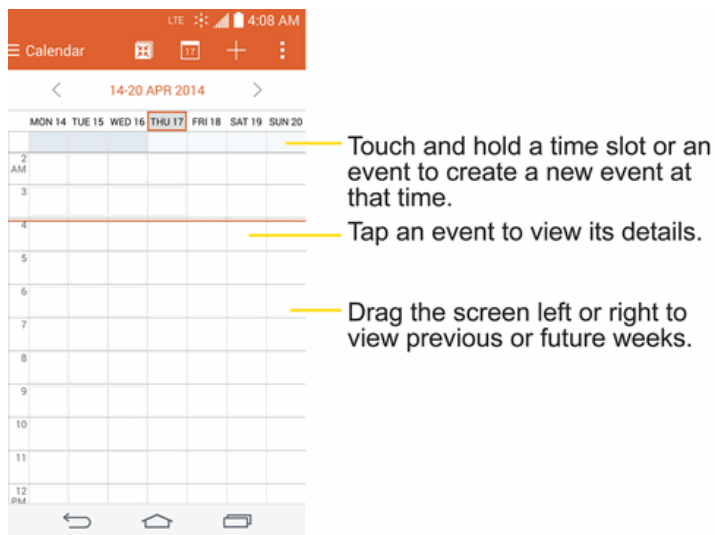 LTE 4:08 AM
Calendar 17
14-20 APR 2014
MON 14 TUE 15 WED 16 THU 17 FRI 18 SAT 19 SUN 20
Touch and hold a time slot or an
event to create a new event at
that time.
2
AM
3
4
Tap an event to view its details.
5
6
Drag the screen left or right to
view previous or future weeks.
7
8
9
10
11
12
PM